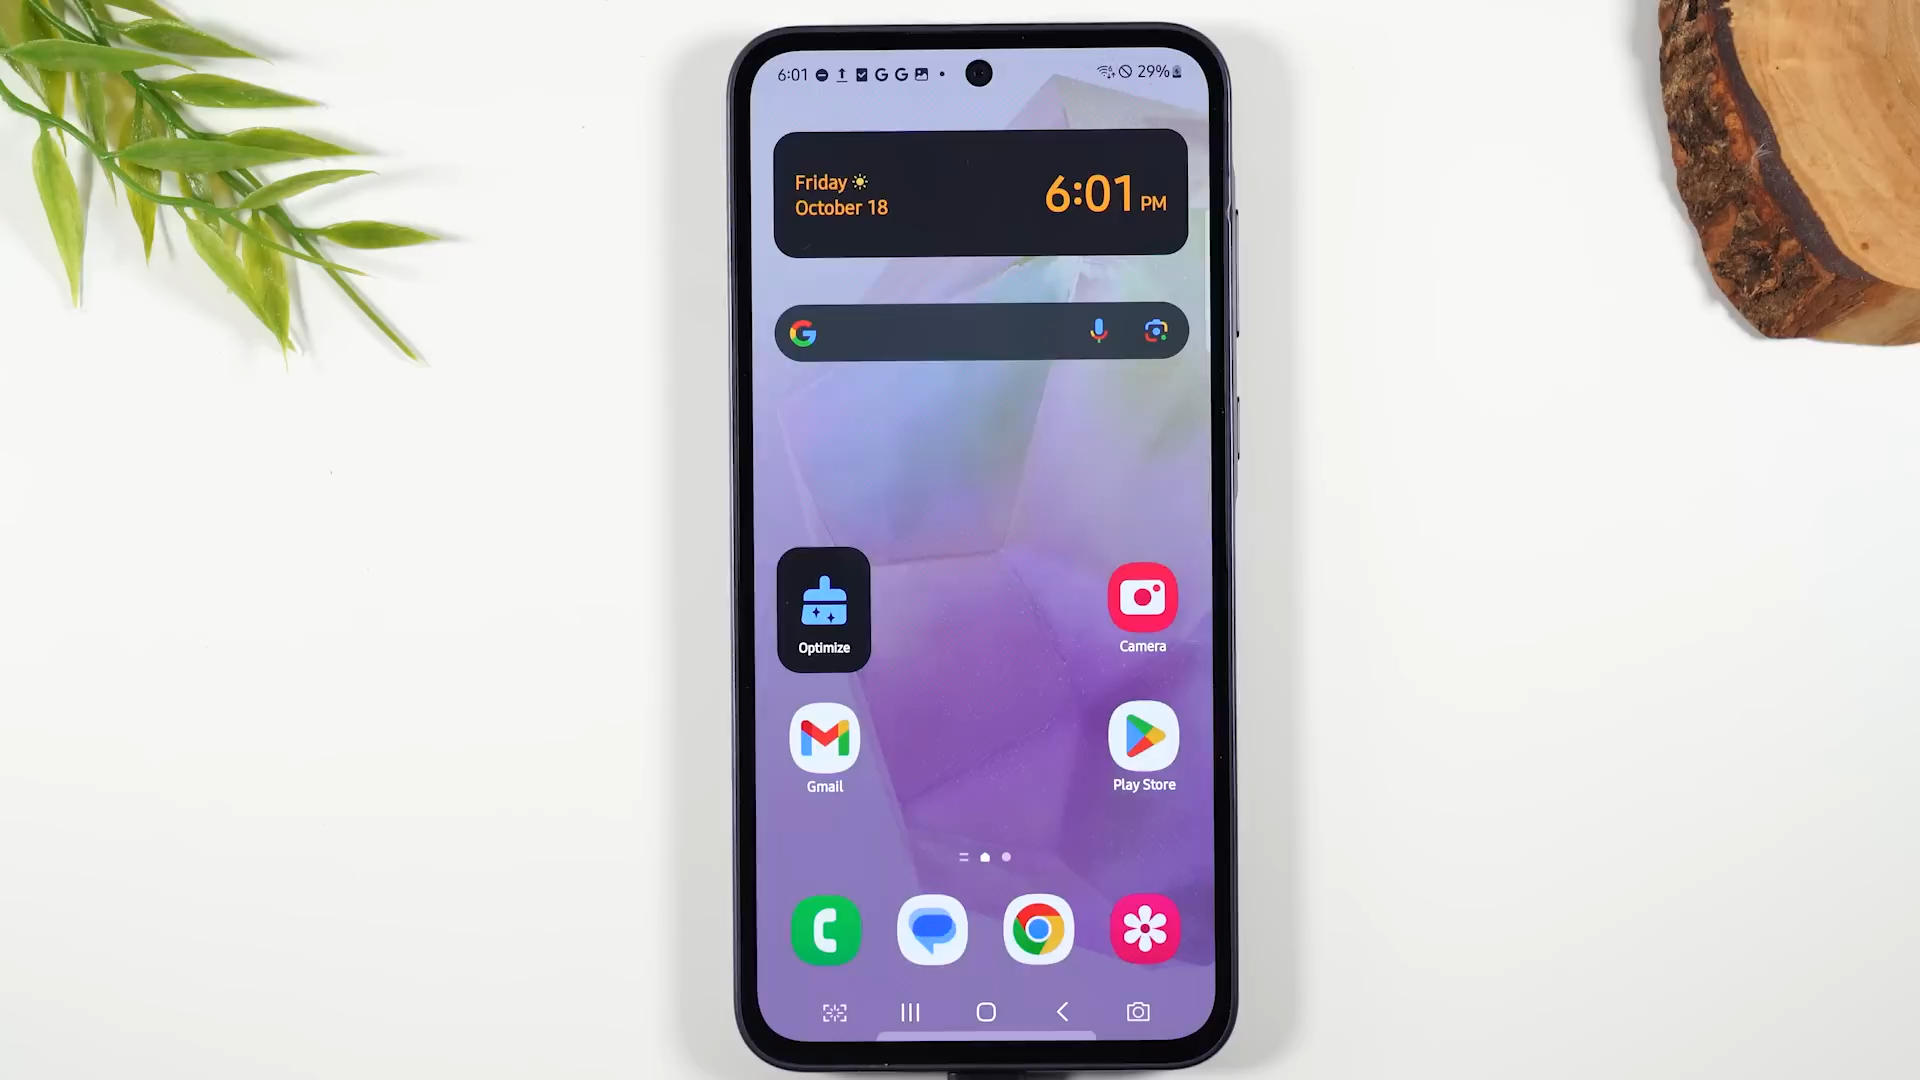 6:01
29%
Friday
October 18
6:01 PM
Optimize
Camera
Gmail
Play Store